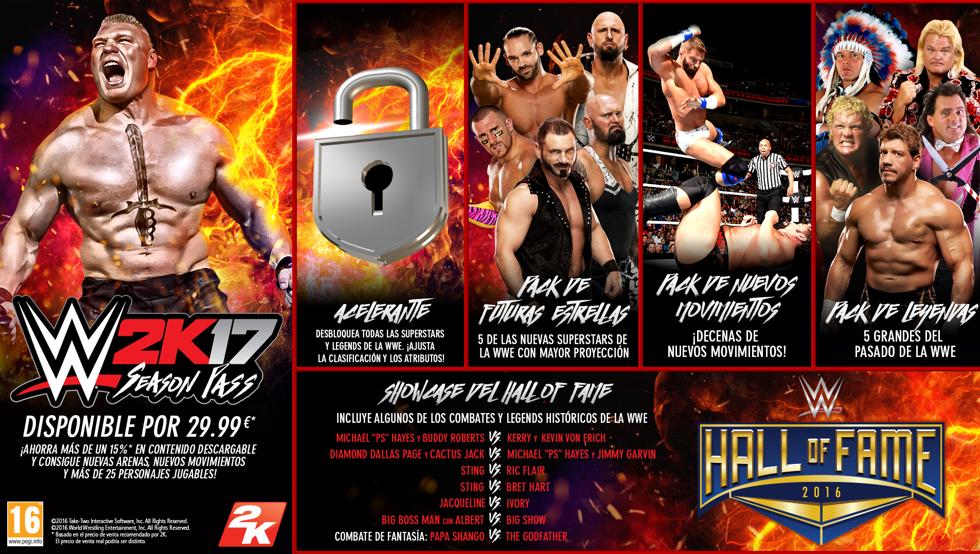 WW 2K17
SEASON PASS
DISPONIBLE POR 29.99€*
¡AHORRA MÁS DE UN 15%* EN CONTENIDO DESCARGABLE
Y CONSIGUE NUEVAS ARENAS, NUEVOS MOVIMIENTOS
Y MÁS DE 25 PERSONAJES JUGABLES!
16
www.pegi.info
©2016 Take-Two Interactive Software, Inc. All Rights Reserved.
©2016 World Wrestling Entertainment, Inc. All Rights Reserved.
* Basado en el precio de venta recomendado por 2K.
El precio de venta real podría ser distinto.
2K
ACELERANTE
DESBLOQUEA TODAS LAS SUPERSTARS
Y LEGENDS DE LA WWE. ¡AJUSTA
LA CLASIFICACIÓN Y LOS ATRIBUTOS!
PACK DE
FUTURAS ESTRELLAS
5 DE LAS NUEVAS SUPERSTARS DE
LA WWE CON MAYOR PROYECCIÓN
PACK DE NUEVOS
MOVIMIENTOS
¡DECENAS DE
NUEVOS MOVIMIENTOS!
PACK DE LEYENDAS
5 GRANDES DEL
PASADO DE LA WWE
SHOWCASE DEL HALL OF FAME
INCLUYE ALGUNOS DE LOS COMBATES Y LEGENDS HISTÓRICOS DE LA WWE
MICHAEL "PS" HAYES Y BUDDY ROBERTS VS KERRY Y KEVIN VON ERICH
DIAMOND DALLAS PAGE Y CACTUS JACK VS MICHAEL "PS" HAYES Y JIMMY GARVIN
STING VS RIC FLAIR
STING VS BRET HART
JACQUELINE VS IVORY
BIG BOSS MAN CON ALBERT VS BIG SHOW
COMBATE DE FANTASÍA: PAPA SHANGO VS THE GODFATHER
W
HALL OF FAME
2016